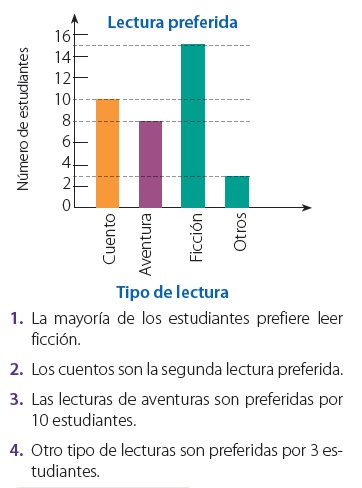 Lectura preferida
Número de estudiantes
16
14
12
10
8
6
4
2
0
Cuento
Aventura
Ficción
Otros
Tipo de lectura
1. La mayoría de los estudiantes prefiere leer
ficción.
2. Los cuentos son la segunda lectura preferida.
3. Las lecturas de aventuras son preferidas por
10 estudiantes.
4. Otro tipo de lecturas son preferidas por 3 es-
tudiantes.